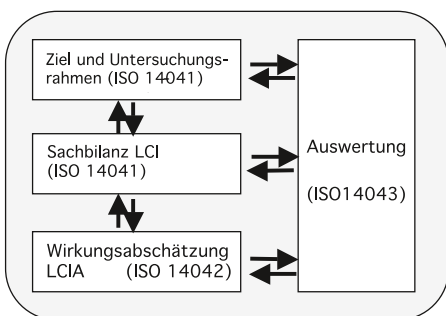 Ziel und Untersuchungs-
rahmen (ISO 14041)
Sachbilanz LCI
(ISO 14041)
Wirkungsabschätzung
LCIA (ISO 14042)
Auswertung
(ISO14043)